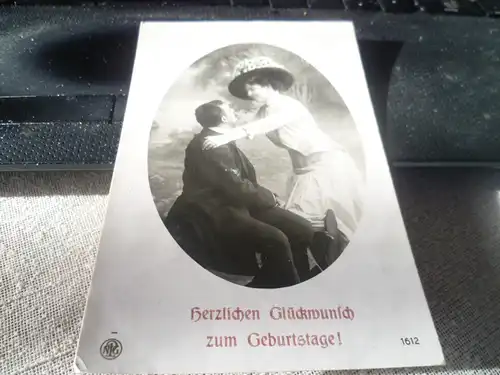 Herzlichen Glückwunsch
zum Geburtstage!
1612